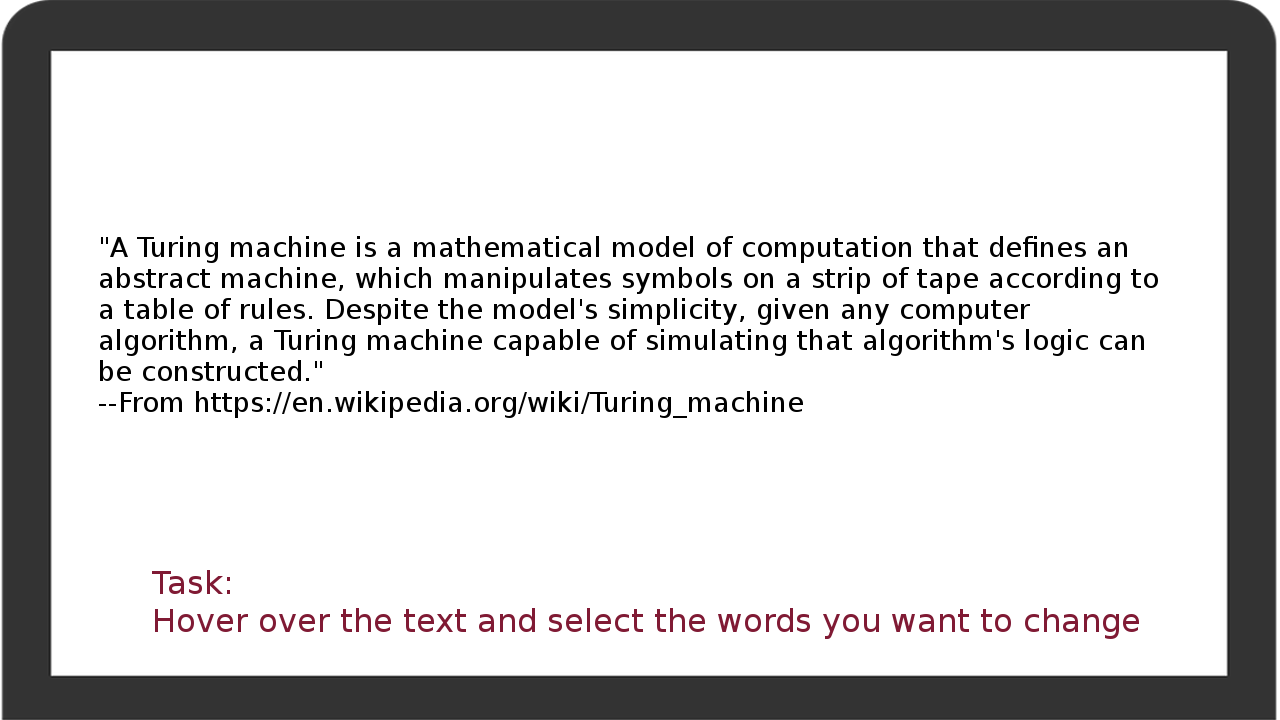 "A Turing machine is a mathematical model of computation that defines an
abstract machine, which manipulates symbols on a strip of tape according to
a table of rules. Despite the model's simplicity, given any computer
algorithm, a Turing machine capable of simulating that algorithm's logic can
be constructed."
--From https://en.wikipedia.org/wiki/Turing_machine
Task:
Hover over the text and select the words you want to change